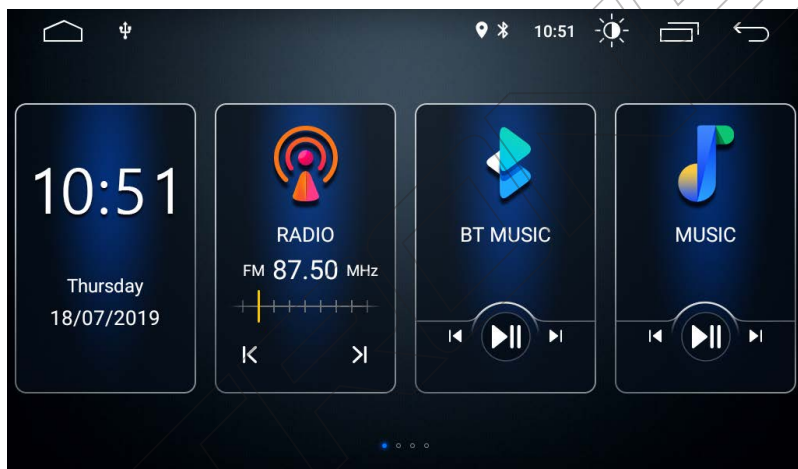 10:51
10:51
Thursday
18/07/2019
RADIO
FM 87.50 MHz
BT MUSIC
MUSIC